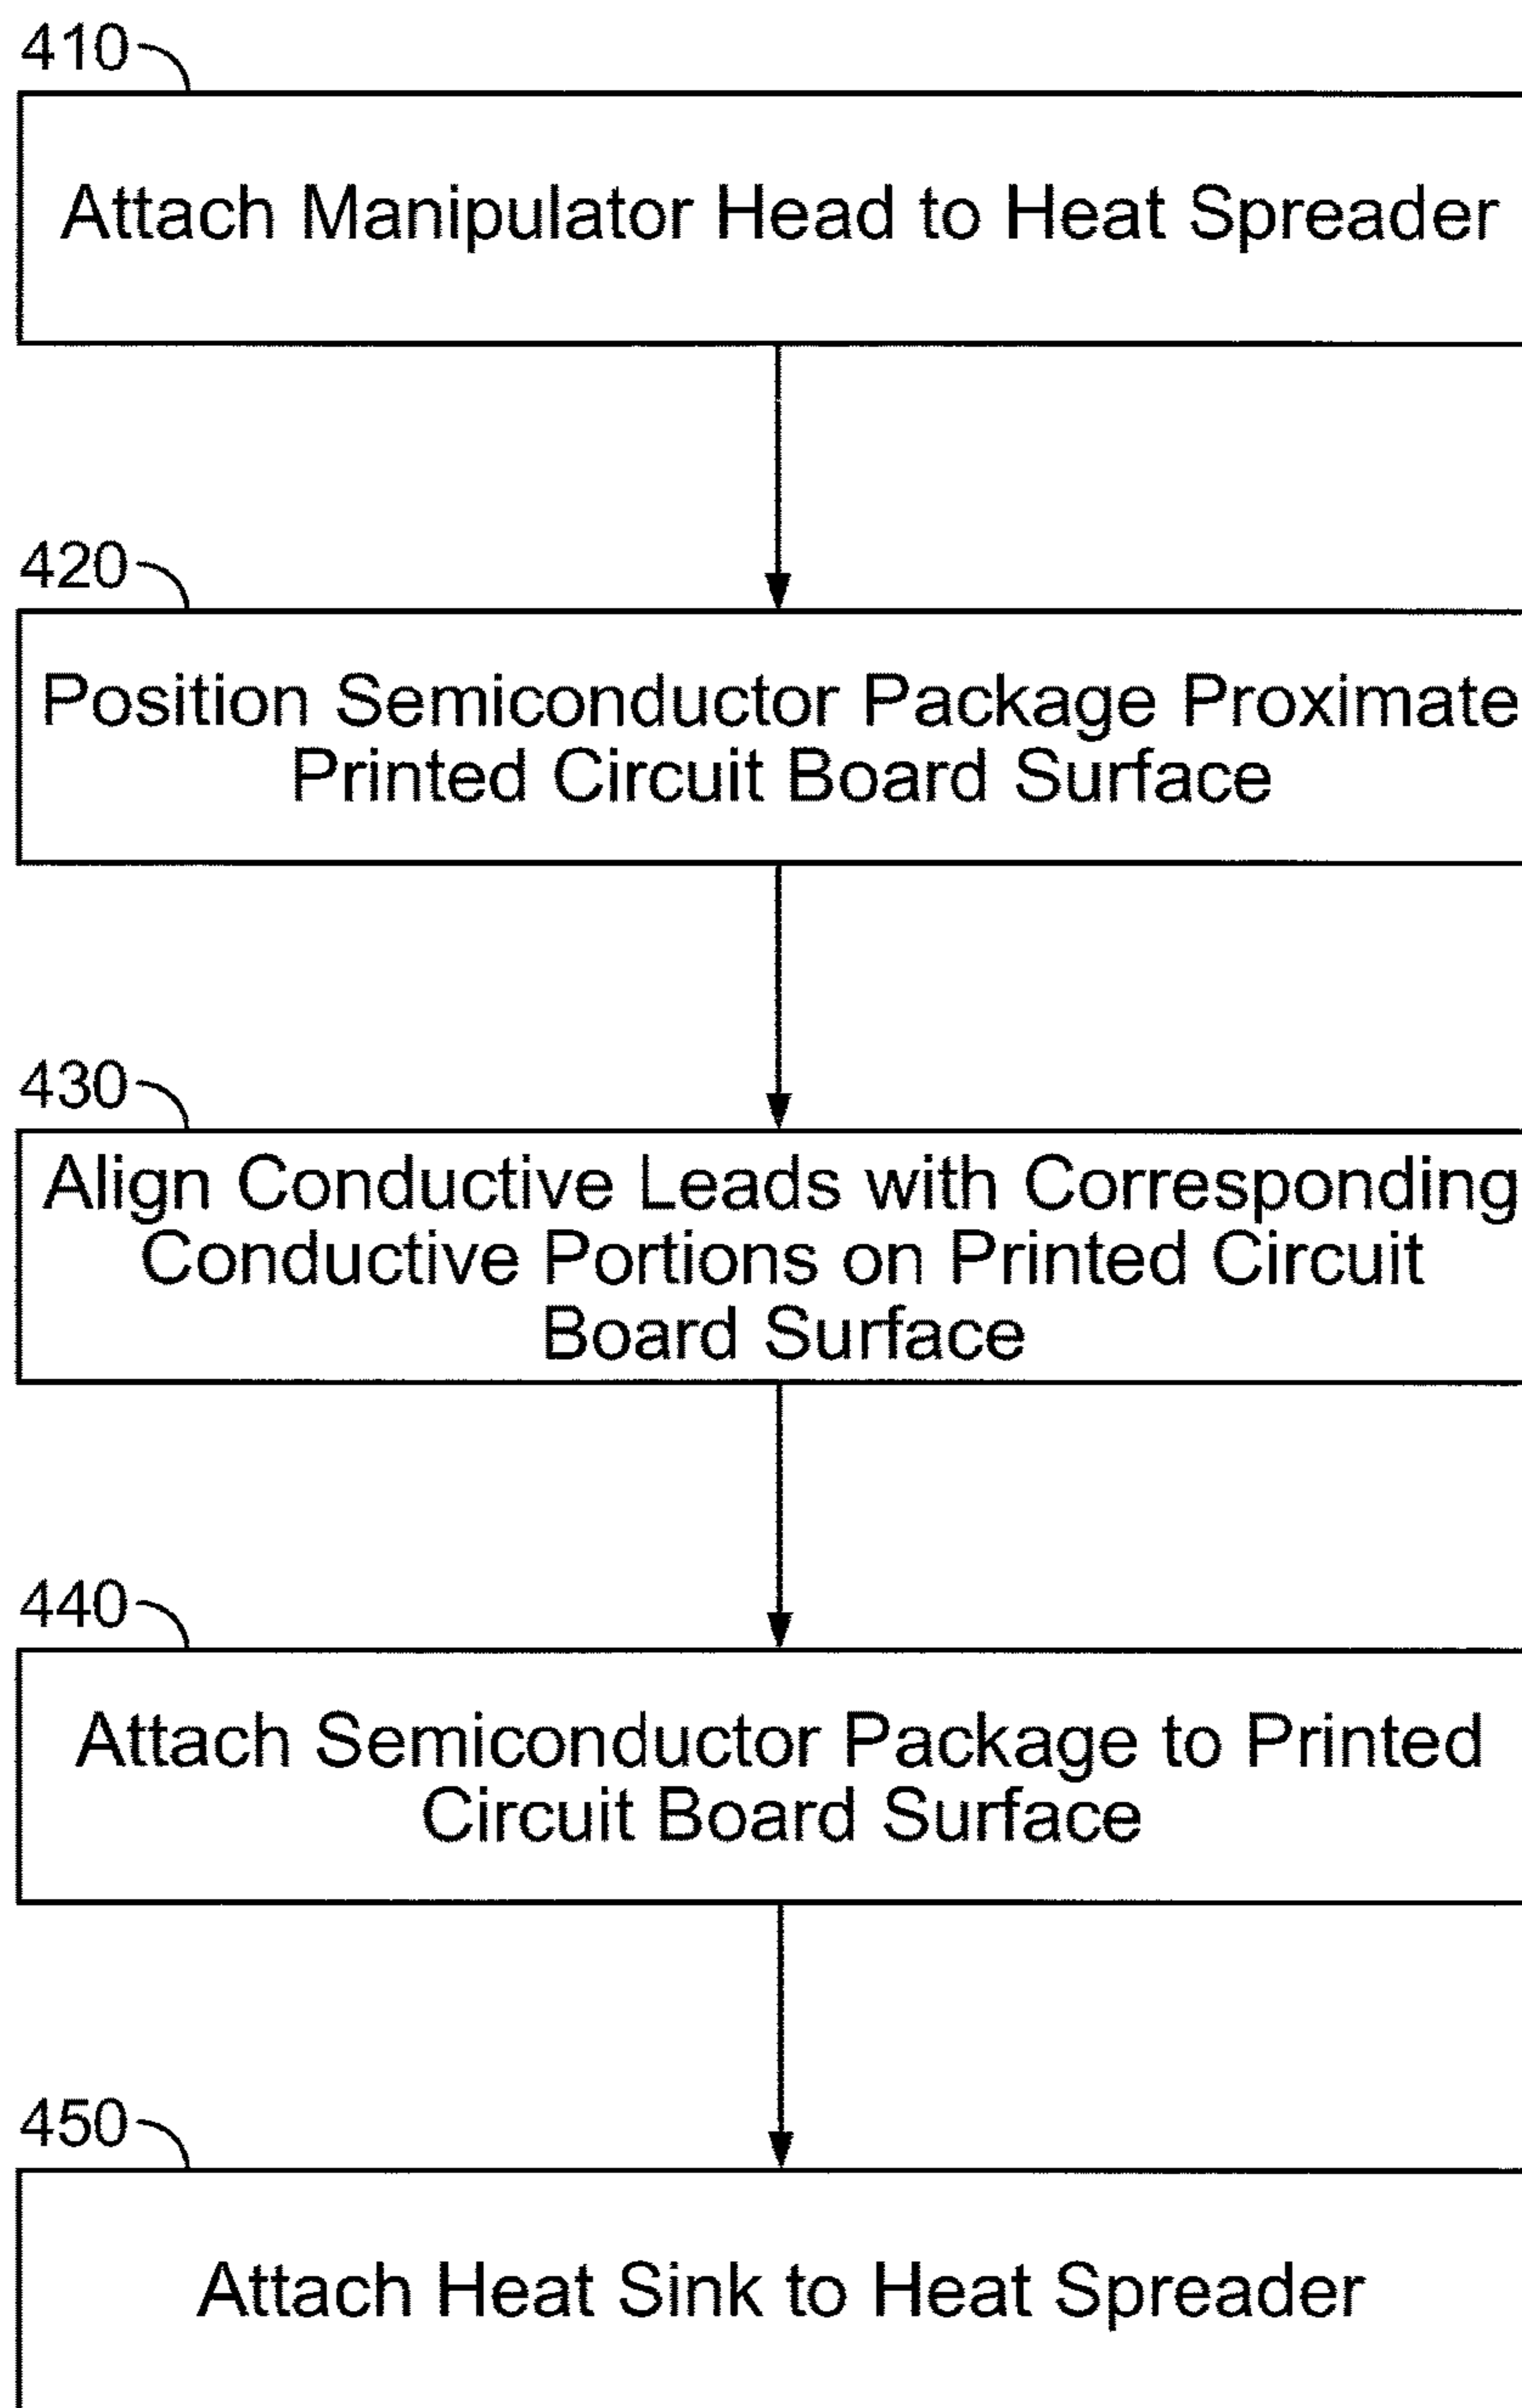 410
Attach Manipulator Head to Heat Spreader
420
Position Semiconductor Package Proximate
Printed Circuit Board Surface
430
Align Conductive Leads with Corresponding
Conductive Portions on Printed Circuit
Board Surface
440
Attach Semiconductor Package to Printed
Circuit Board Surface
450
Attach Heat Sink to Heat Spreader